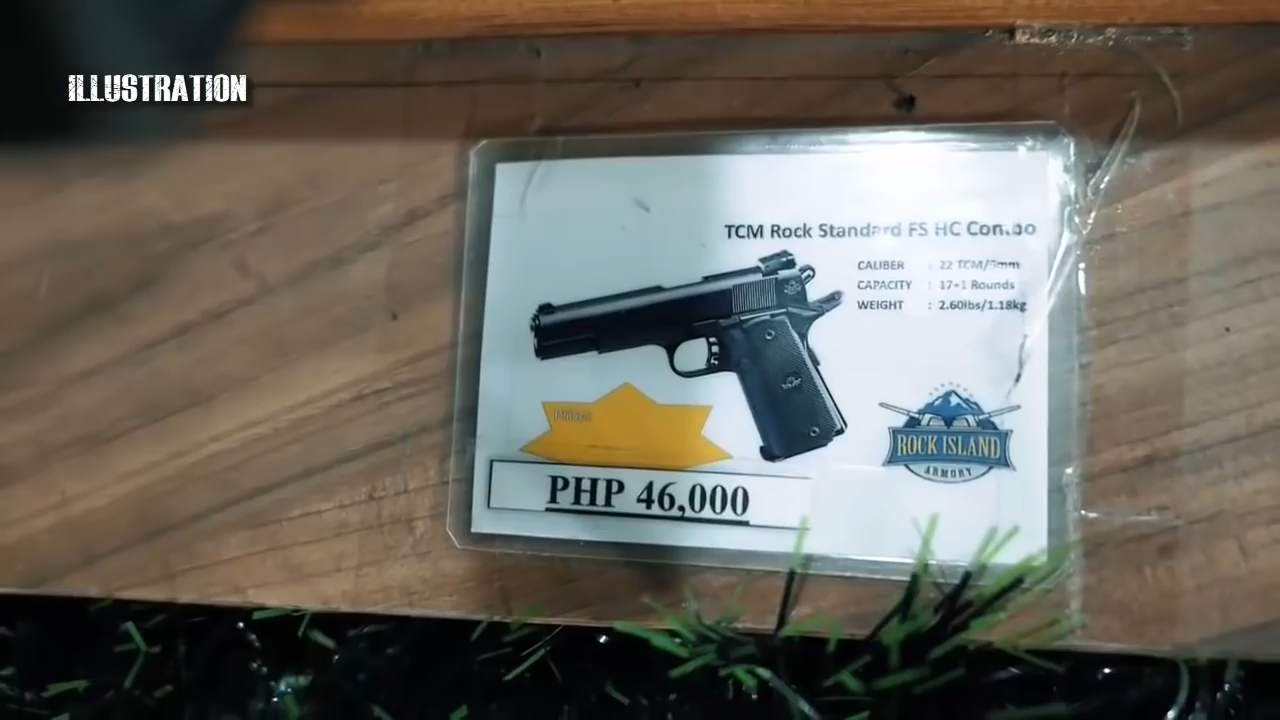 ILLUSTRATION
TCM Rock Standard FS HC Combo
CALIBER : 22 TCM/9mm
CAPACITY : 17+1 Rounds
WEIGHT : 2.60lbs/1.18kg
ROCK ISLAND
ARMORY
PHP 46,000